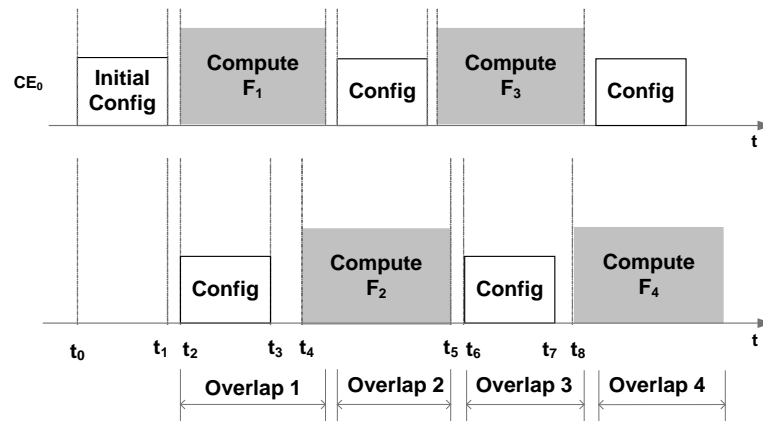 Initial Config
Compute F₁
Config
Compute F₃
Config
CE₀
t
Config
Compute F₂
Config
Compute F₄
t₀ t₁ t₂ t₃ t₄ t₅ t₆ t₇ t₈ t
Overlap 1 Overlap 2 Overlap 3 Overlap 4